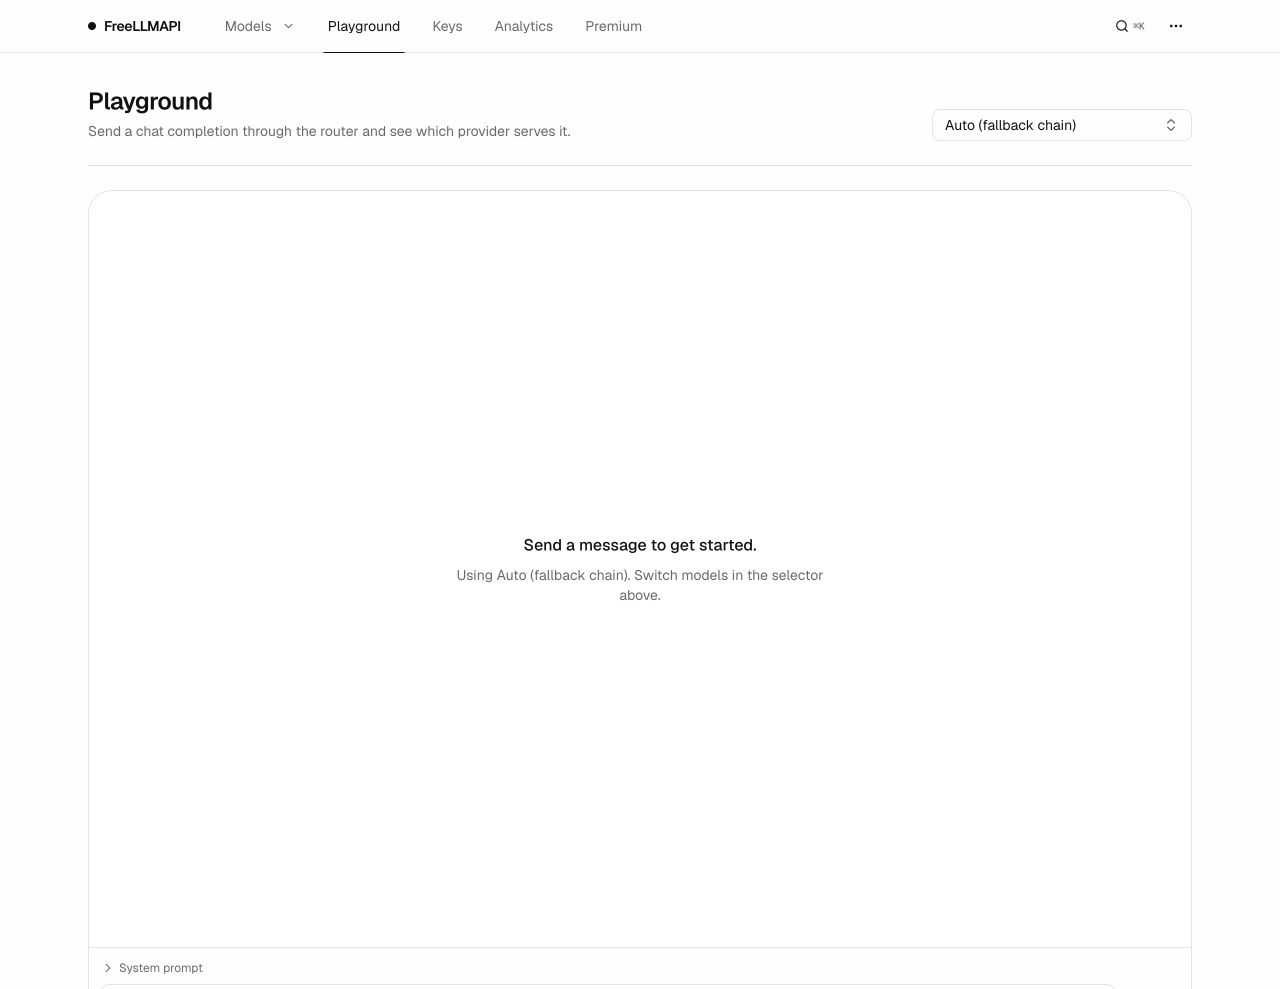 FreeLLMAPI
Models
Playground
Keys
Analytics
Premium
⌘K
Playground
Send a chat completion through the router and see which provider serves it.
Auto (fallback chain)
Send a message to get started.
Using Auto (fallback chain). Switch models in the selector
above.
System prompt